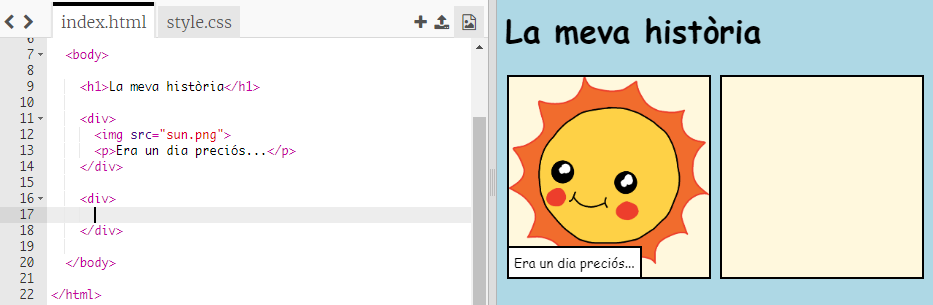 index.html
style.css
6
7 <body>
8
9 <h1>La meva història</h1>
10
11 <div>
12 <img src="sun.png">
13 <p>Era un dia preciós...</p>
14 </div>
15
16 <div>
17
18 </div>
19
20 </body>
21
22 </html>
La meva història
Era un dia preciós...